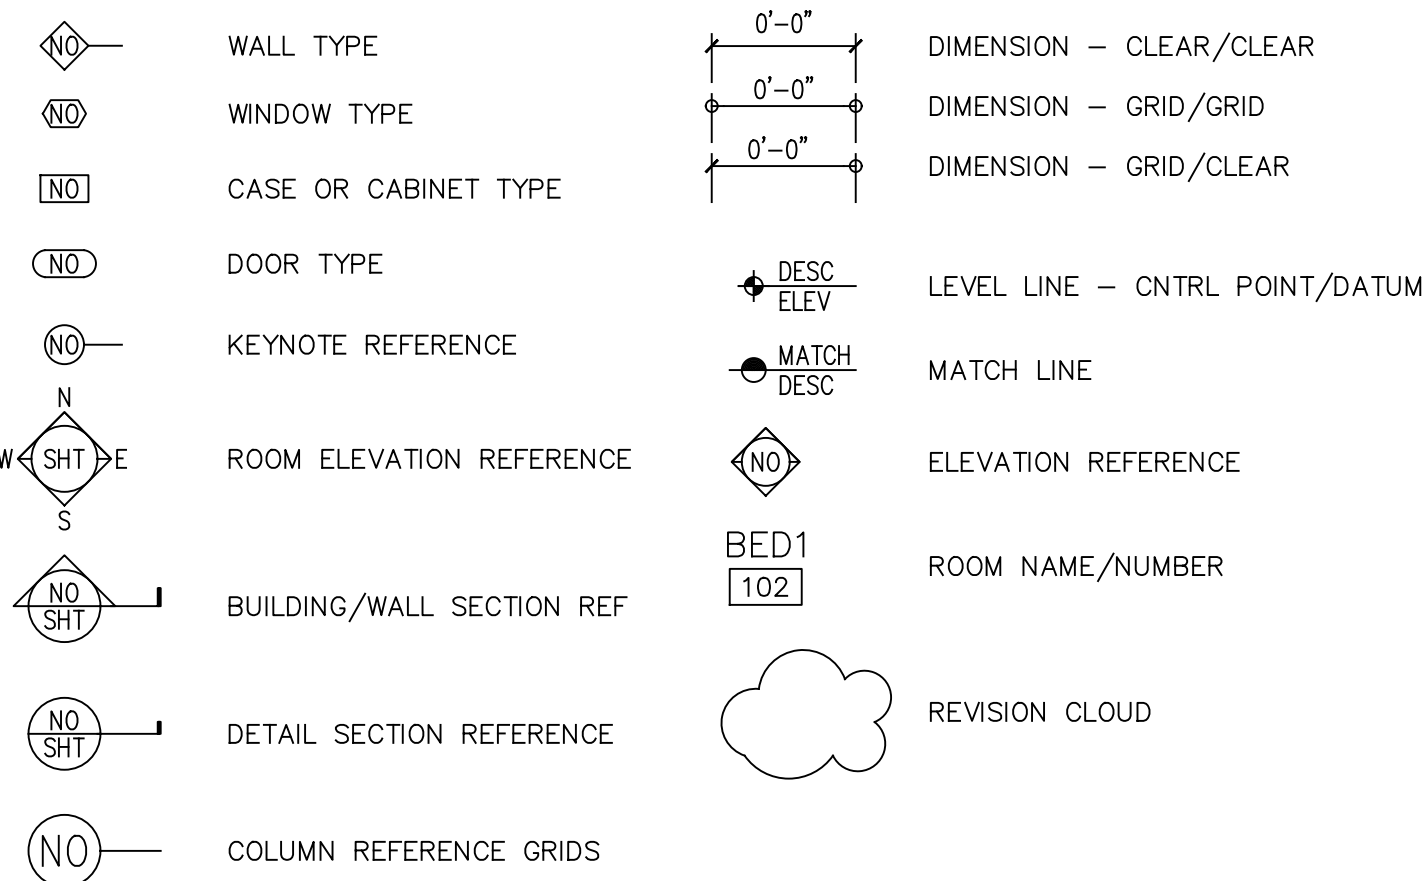 NO WALL TYPE
NO WINDOW TYPE
NO CASE OR CABINET TYPE
NO DOOR TYPE
NO KEYNOTE REFERENCE
N
W SHT E ROOM ELEVATION REFERENCE
S
NO
SHT
BUILDING/WALL SECTION REF
NO
SHT
DETAIL SECTION REFERENCE
NO COLUMN REFERENCE GRIDS
0'-0"
DIMENSION - CLEAR/CLEAR
0'-0"
DIMENSION - GRID/GRID
0'-0"
DIMENSION - GRID/CLEAR
DESC
ELEV
LEVEL LINE - CNTRL POINT/DATUM
MATCH
DESC
MATCH LINE
NO ELEVATION REFERENCE
BED1
102
ROOM NAME/NUMBER
REVISION CLOUD